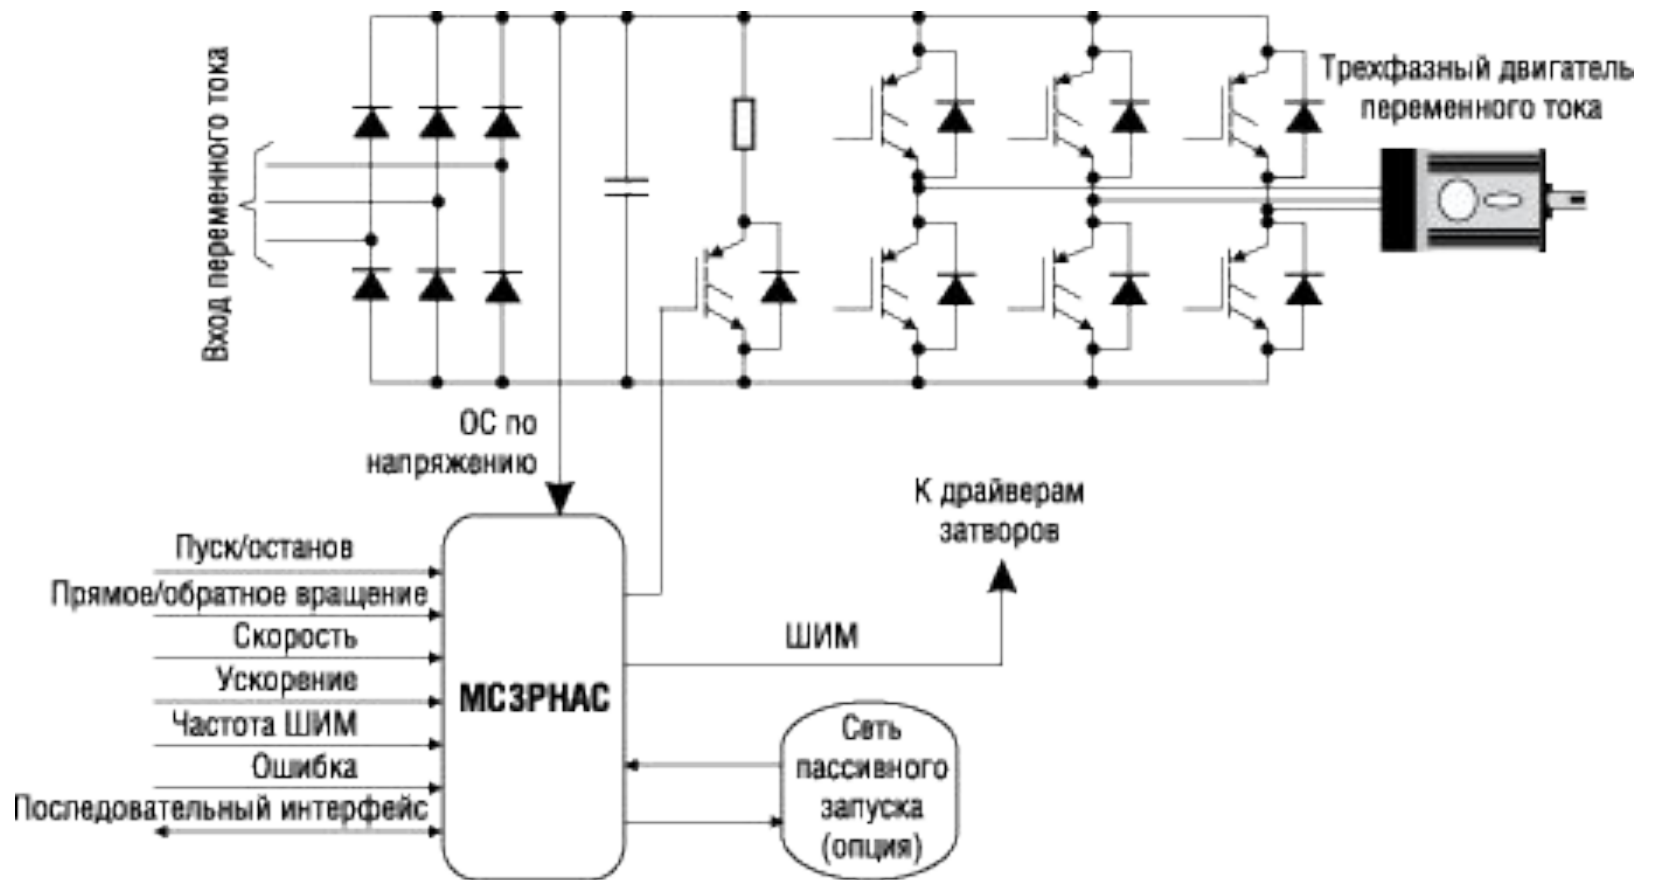 Вход переменного тока
Трехфазный двигатель
переменного тока
ОС по
напряжению
К драйверам
затворов
Пуск/останов
Прямое/обратное вращение
Скорость
Ускорение
Частота ШИМ
Ошибка
Последовательный интерфейс
МС3РНАС
ШИМ
Сеть
пассивного
запуска
(опция)